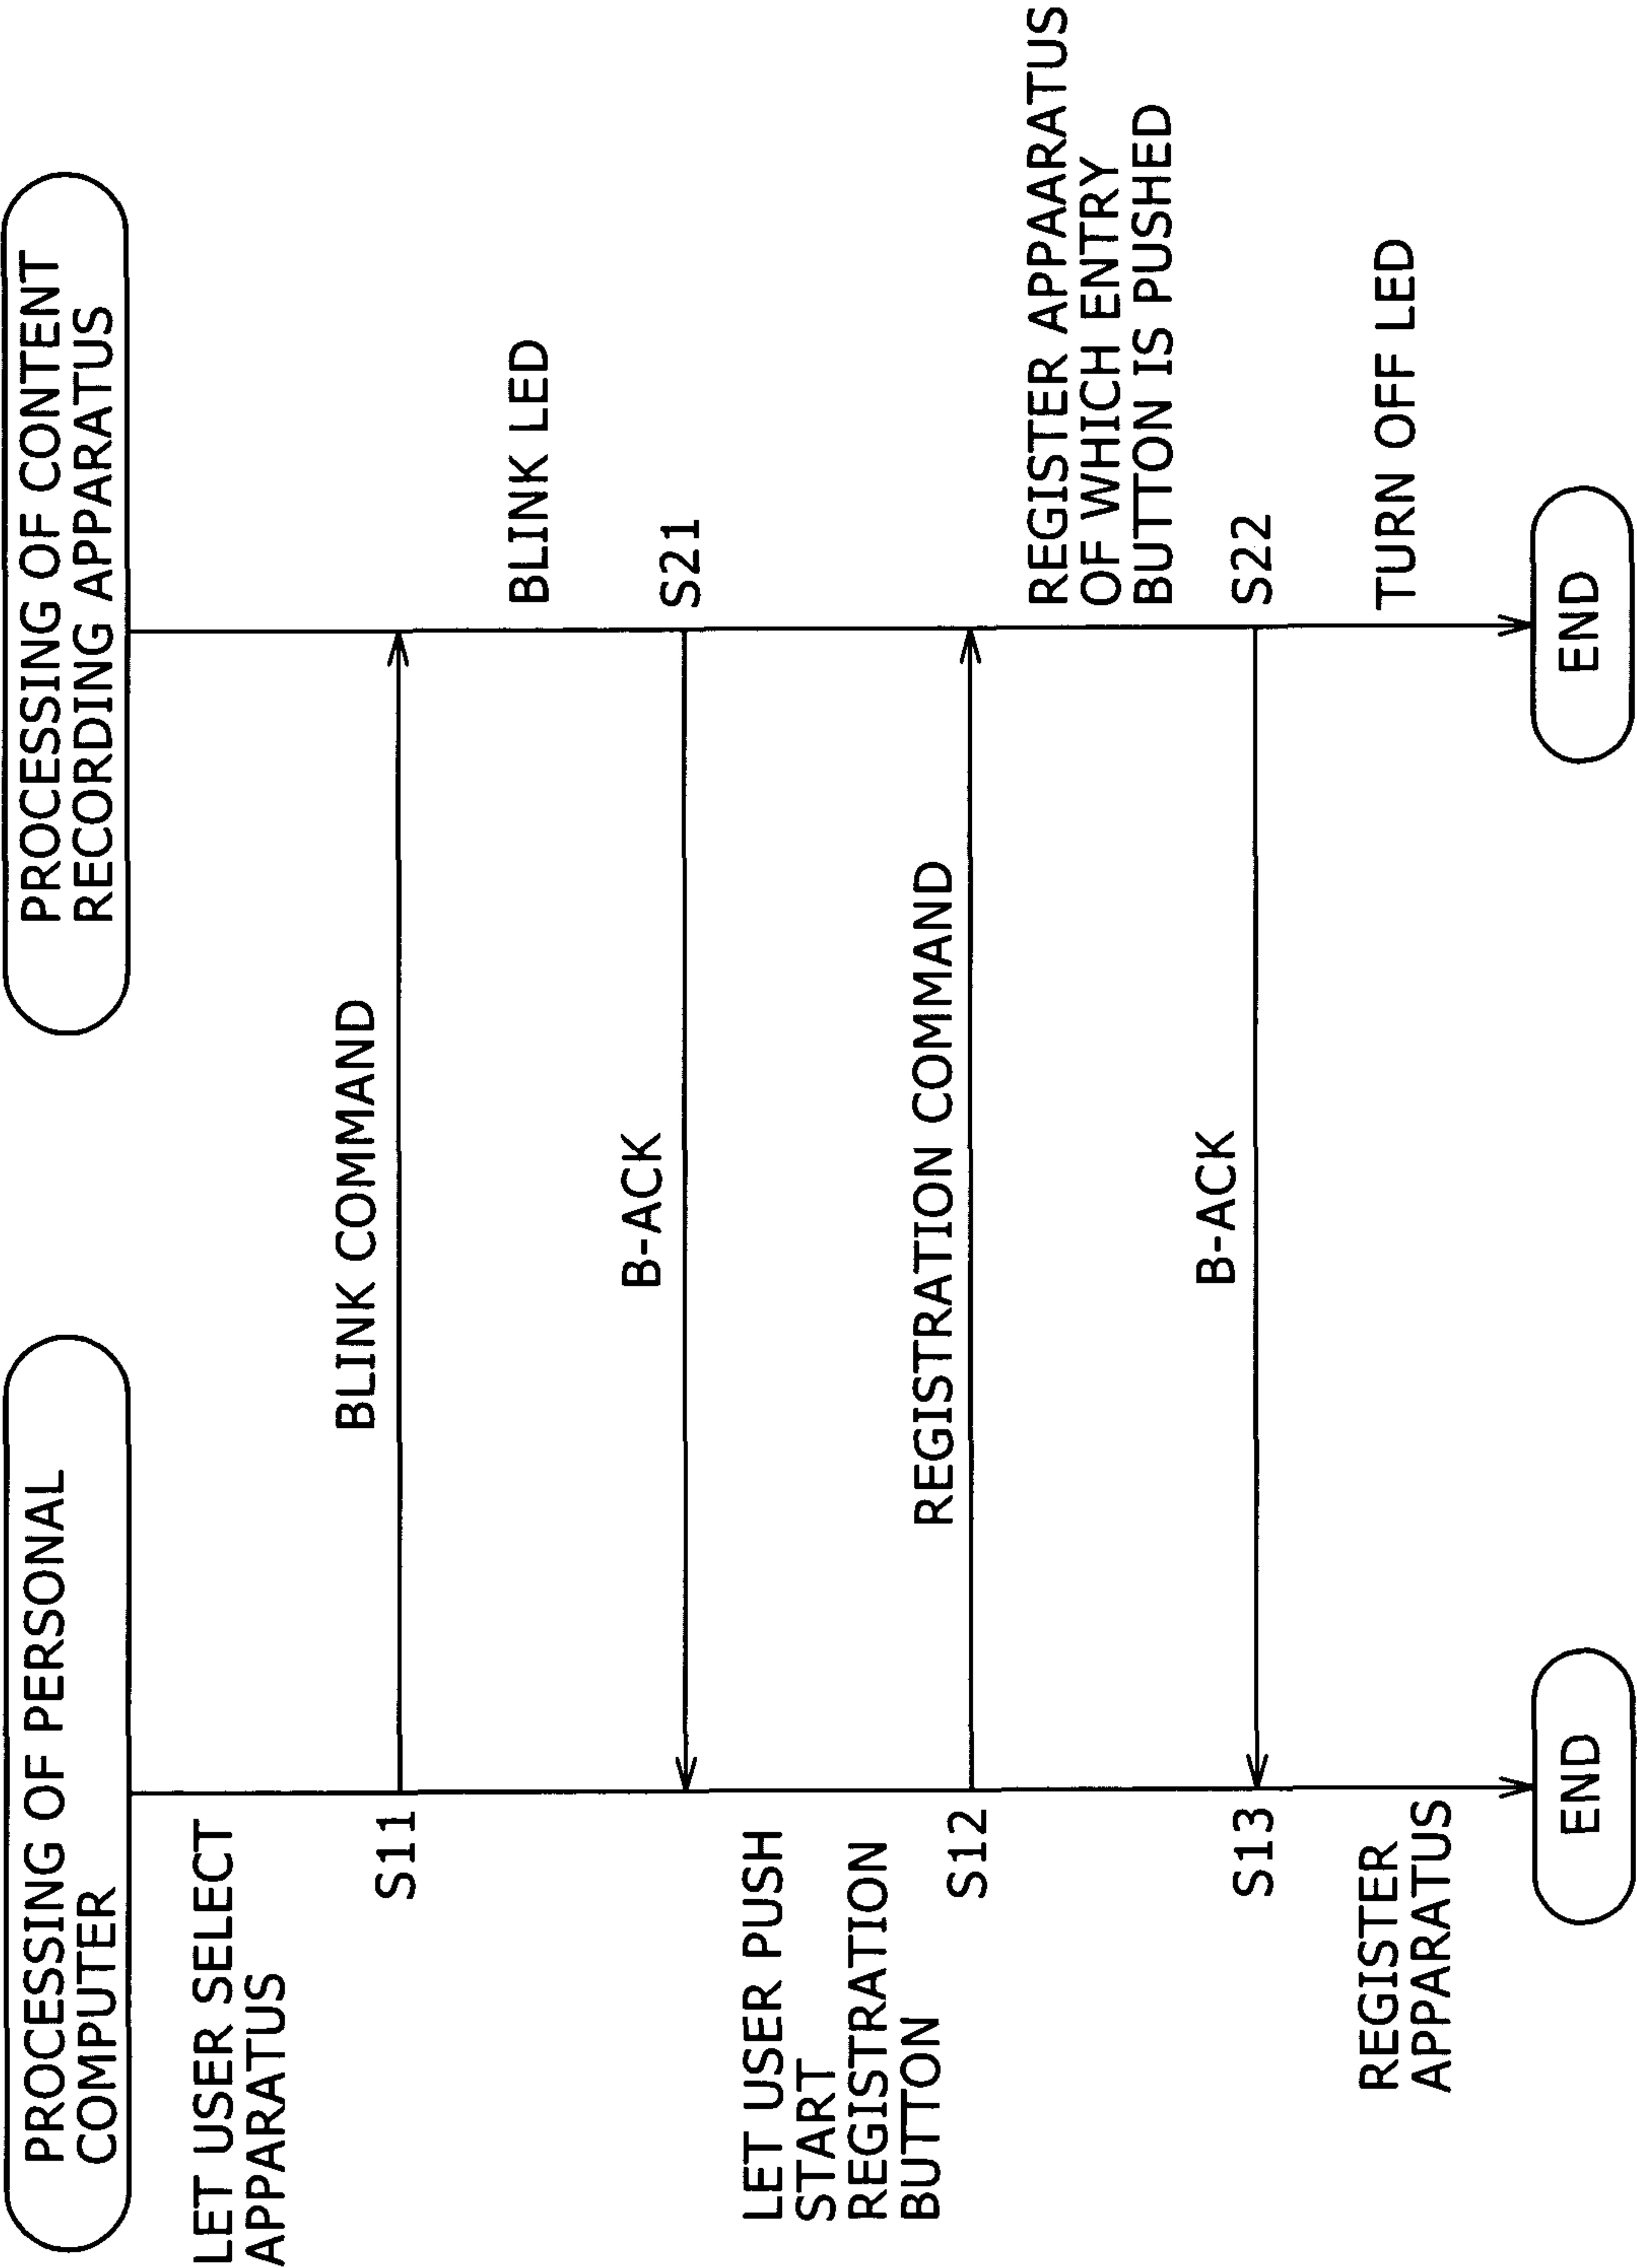 PROCESSING OF PERSONAL
COMPUTER
PROCESSING OF CONTENT
RECORDING APPARATUS
LET USER SELECT
APPARATUS
S11
BLINK COMMAND
BLINK LED
B-ACK
S21
LET USER PUSH
START
REGISTRATION
BUTTON
REGISTRATION COMMAND
S12
REGISTER APPARATUS
OF WHICH ENTRY
BUTTON IS PUSHED
B-ACK
S22
S13
REGISTER
APPARATUS
TURN OFF LED
END
END